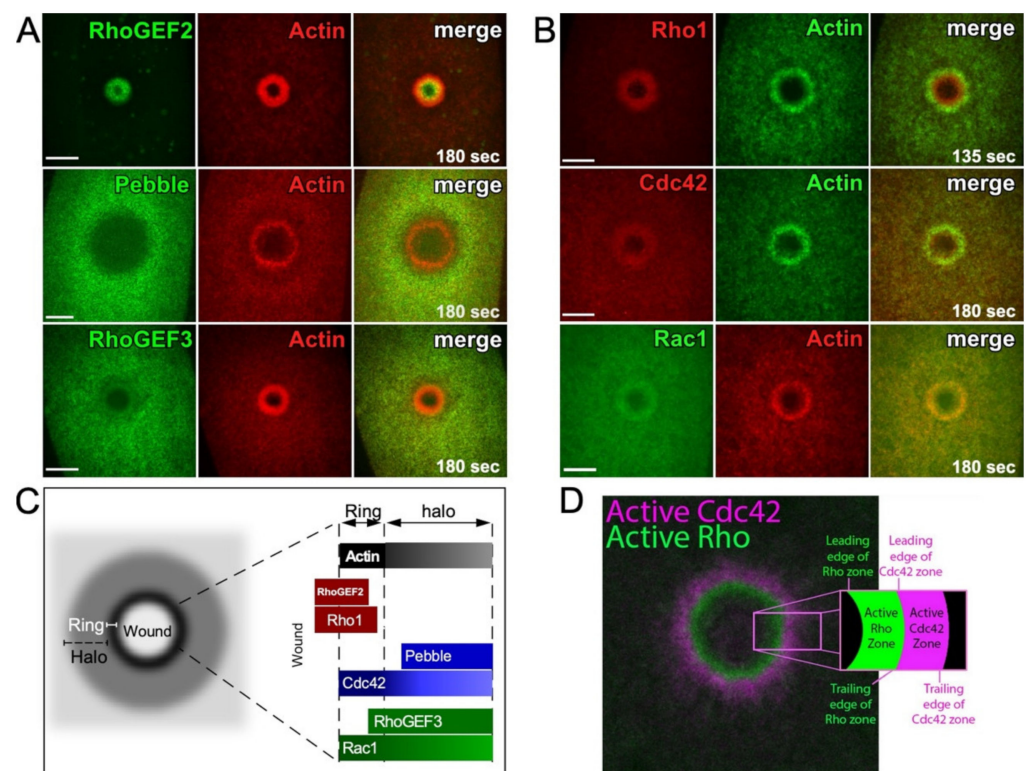 A
RhoGEF2
Actin
merge
180 sec
Pebble
Actin
merge
180 sec
RhoGEF3
Actin
merge
180 sec
B
Rho1
Actin
merge
135 sec
Cdc42
Actin
merge
180 sec
Rac1
Actin
merge
180 sec
C
Ring
Halo
Wound
Ring
halo
Wound
Actin
RhoGEF2
Rho1
Pebble
Cdc42
RhoGEF3
Rac1
D
Active Cdc42
Active Rho
Leading
edge of
Rho zone
Leading
edge of
Cdc42 zone
Active
Rho
Zone
Active
Cdc42
Zone
Trailing
edge of
Rho zone
Trailing
edge of
Cdc42 zone